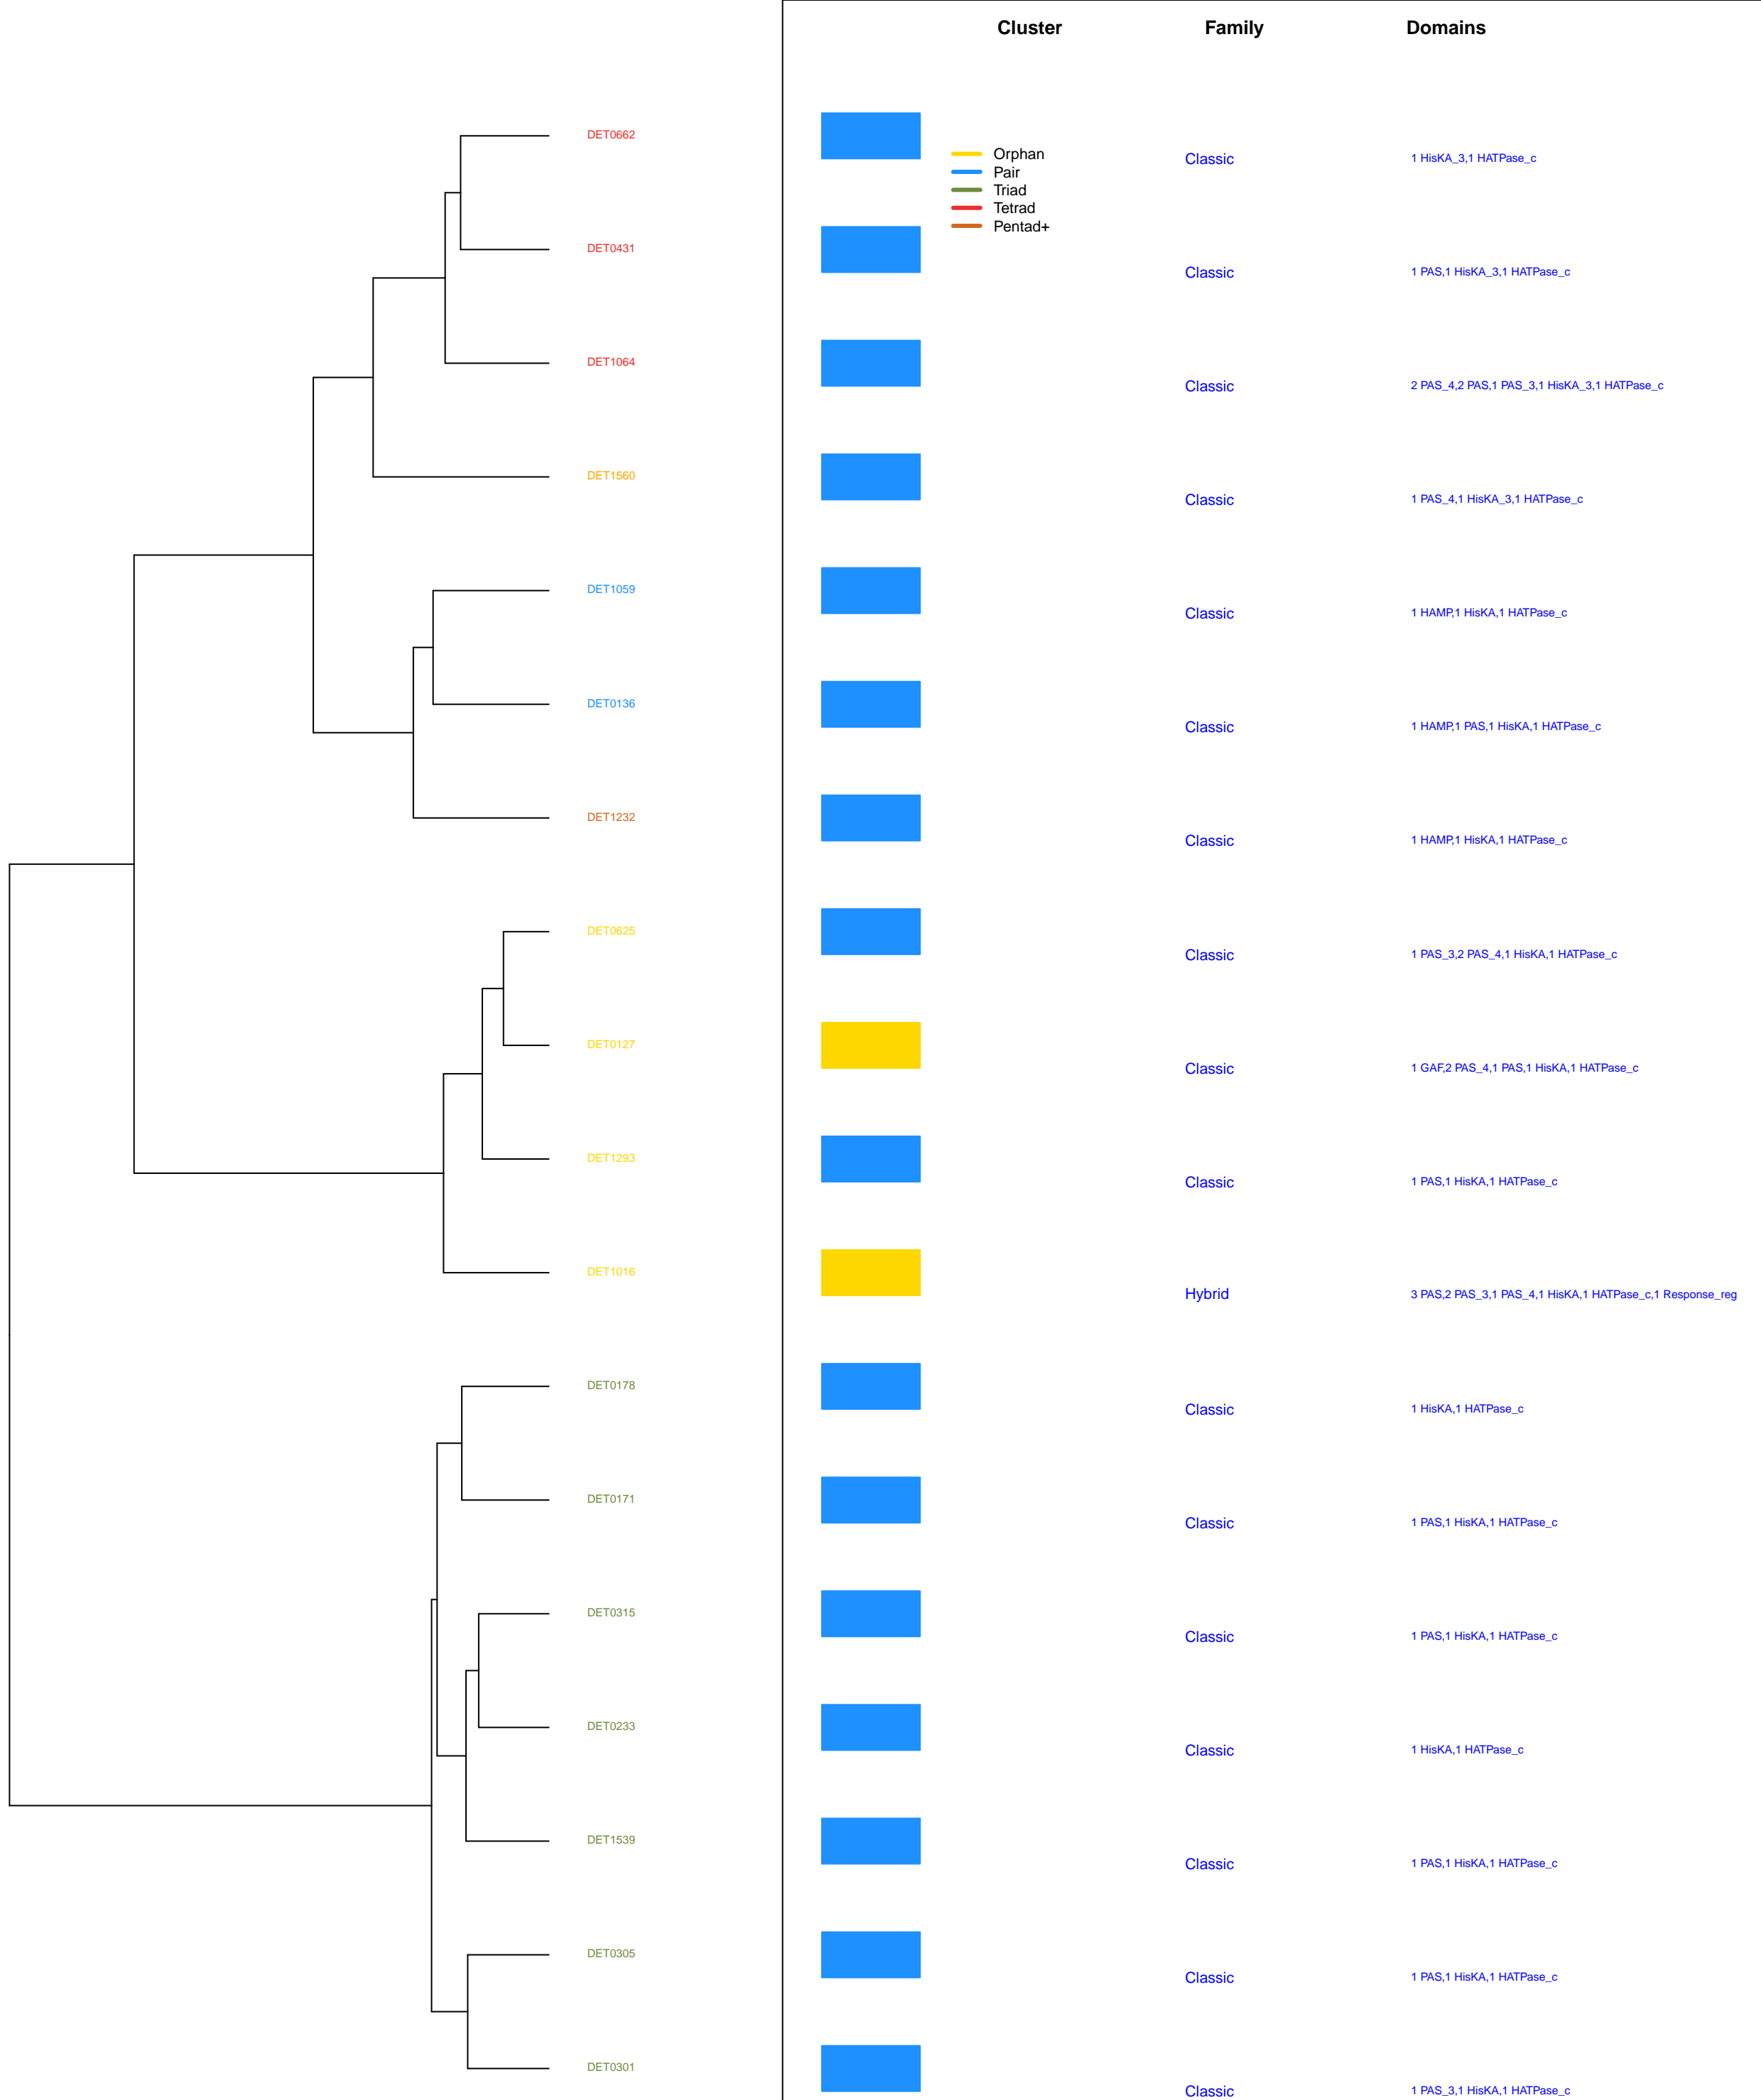 Cluster Family Domains
DET0662 Classic 1 HisKA_3,1 HATPase_c
Orphan
Pair
Triad
Tetrad
Pentad+
DET0431 Classic 1 PAS,1 HisKA_3,1 HATPase_c
DET1064 Classic 2 PAS_4,2 PAS,1 PAS_3,1 HisKA_3,1 HATPase_c
DET1560 Classic 1 PAS_4,1 HisKA_3,1 HATPase_c
DET1059 Classic 1 HAMP,1 HisKA,1 HATPase_c
DET0136 Classic 1 HAMP,1 PAS,1 HisKA,1 HATPase_c
DET1232 Classic 1 HAMP,1 HisKA,1 HATPase_c
DET0625 Classic 1 PAS_3,2 PAS_4,1 HisKA,1 HATPase_c
DET0127 Classic 1 GAF,2 PAS_4,1 PAS,1 HisKA,1 HATPase_c
DET1293 Classic 1 PAS,1 HisKA,1 HATPase_c
DET1016 Hybrid 3 PAS,2 PAS_3,1 PAS_4,1 HisKA,1 HATPase_c,1 Response_reg
DET0178 Classic 1 HisKA,1 HATPase_c
DET0171 Classic 1 PAS,1 HisKA,1 HATPase_c
DET0315 Classic 1 PAS,1 HisKA,1 HATPase_c
DET0233 Classic 1 HisKA,1 HATPase_c
DET1539 Classic 1 PAS,1 HisKA,1 HATPase_c
DET0305 Classic 1 PAS,1 HisKA,1 HATPase_c
DET0301 Classic 1 PAS_3,1 HisKA,1 HATPase_c